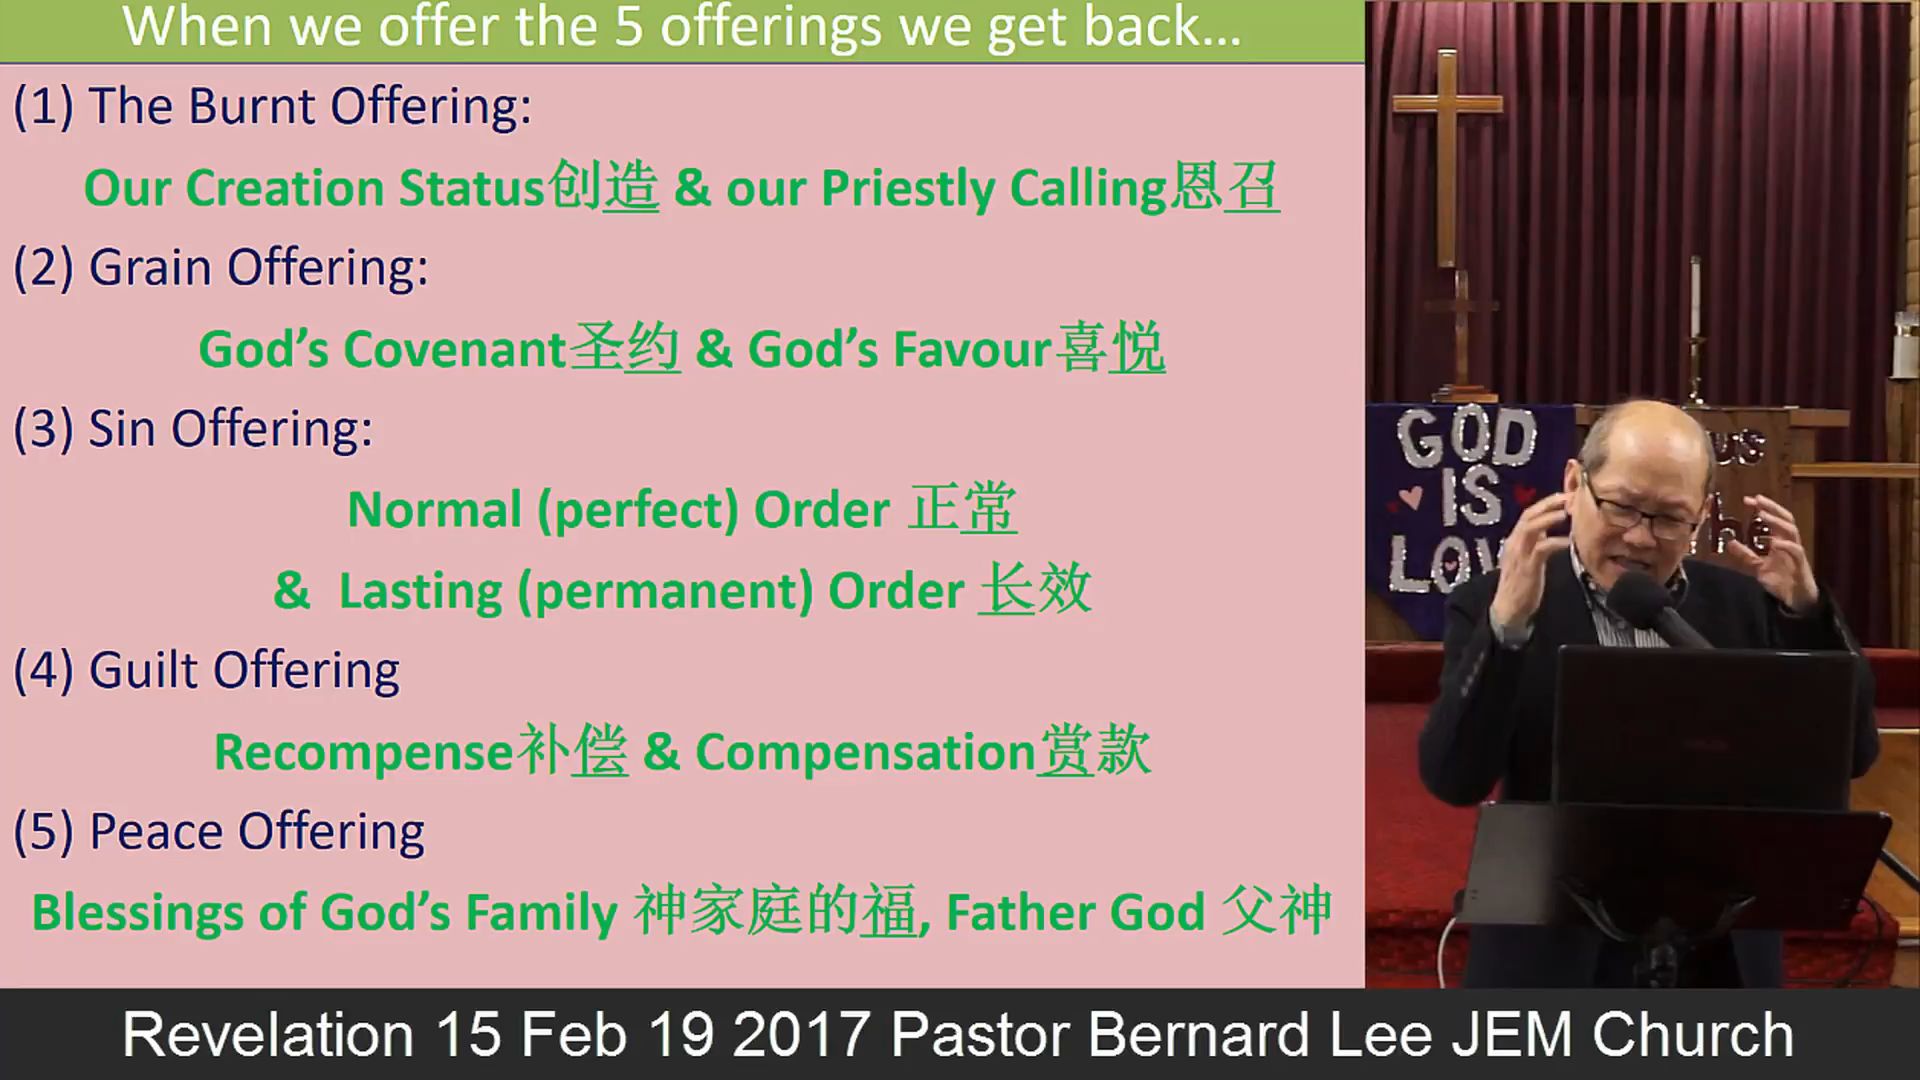 When we offer the 5 offerings we get back...
(1) The Burnt Offering:
Our Creation Status创造 & our Priestly Calling恩召
(2) Grain Offering:
God's Covenant圣约 & God's Favour喜悦
(3) Sin Offering:
Normal (perfect) Order 正常
& Lasting (permanent) Order 长效
(4) Guilt Offering
Recompense补偿 & Compensation赏款
(5) Peace Offering
Blessings of God's Family 神家庭的福, Father God 父神
GOD
IS
Revelation 15 Feb 19 2017 Pastor Bernard Lee JEM Church